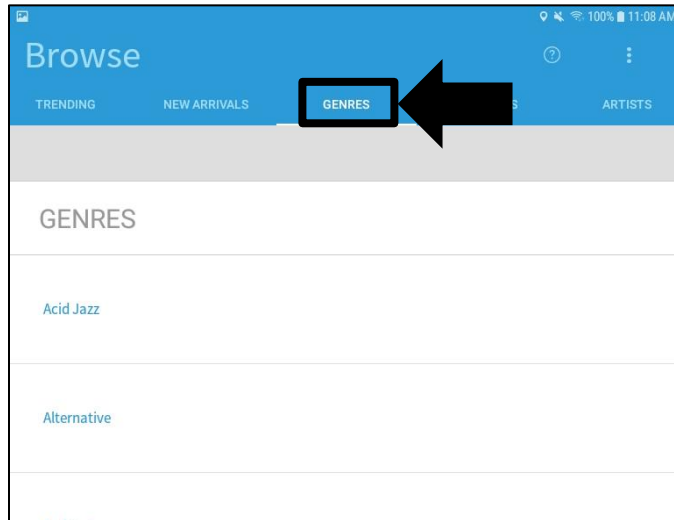 100% 11:08 AM
Browse
TRENDING NEW ARRIVALS GENRES ARTISTS
GENRES
Acid Jazz
Alternative